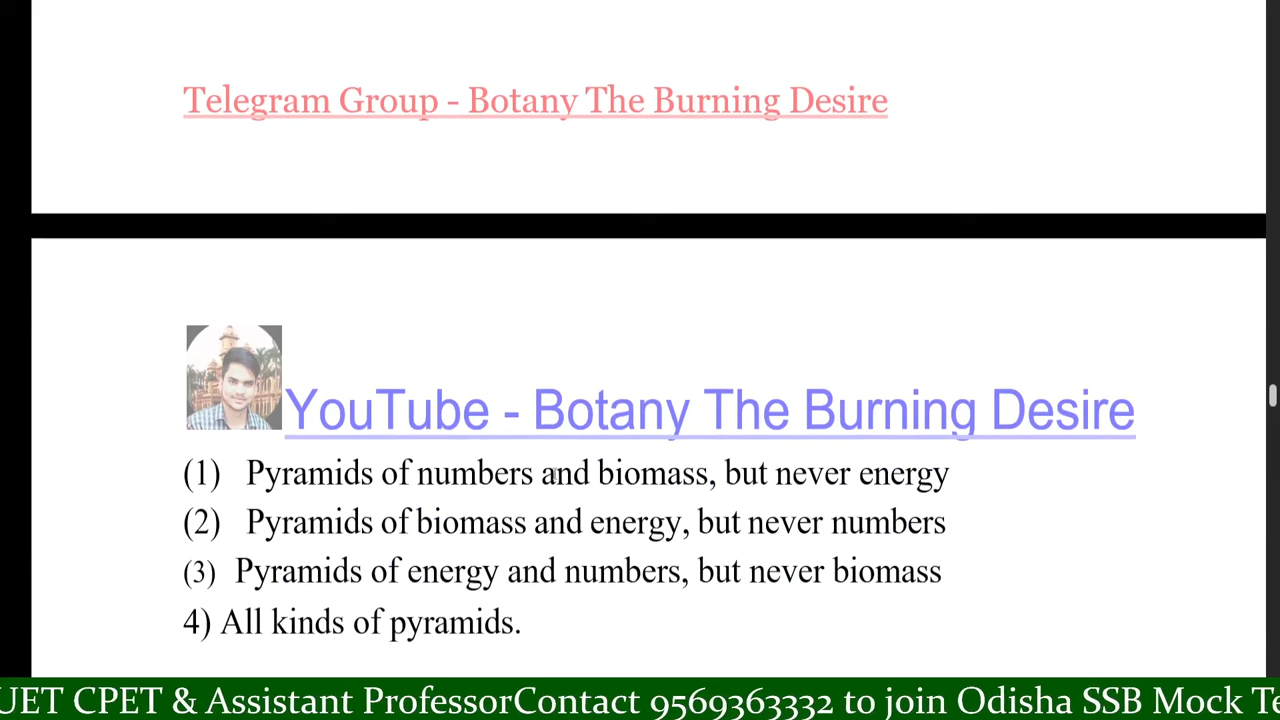 Telegram Group - Botany The Burning Desire
YouTube - Botany The Burning Desire
(1) Pyramids of numbers and biomass, but never energy
(2) Pyramids of biomass and energy, but never numbers
(3) Pyramids of energy and numbers, but never biomass
4) All kinds of pyramids.
UET CPET & Assistant ProfessorContact 9569363332 to join Odisha SSB Mock Te